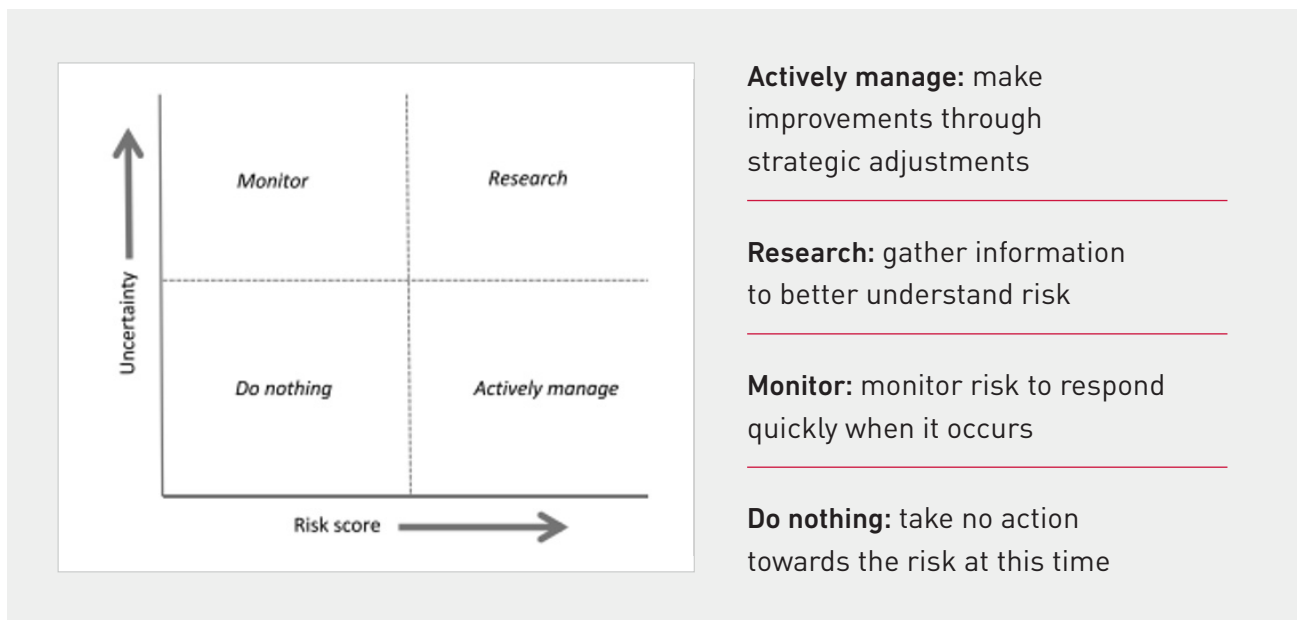 Monitor
Research
Uncertainty
Do nothing
Actively manage
Risk score
Actively manage: make
improvements through
strategic adjustments
Research: gather information
to better understand risk
Monitor: monitor risk to respond
quickly when it occurs
Do nothing: take no action
towards the risk at this time